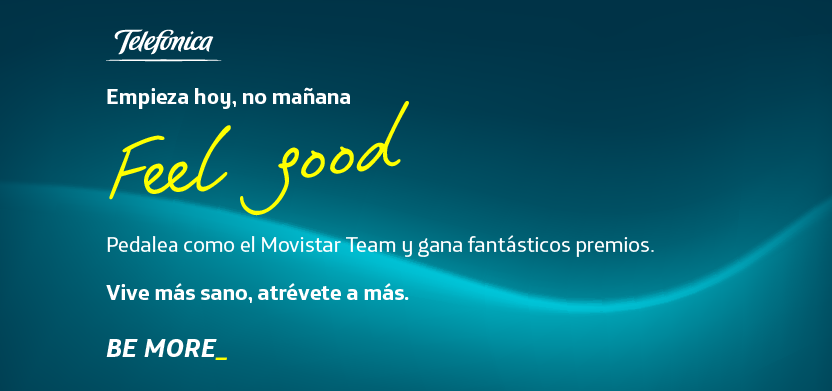 Telefónica
Empieza hoy, no mañana
Feel good
Pedalea como el Movistar Team y gana fantásticos premios.
Vive más sano, atrévete a más.
BE MORE_